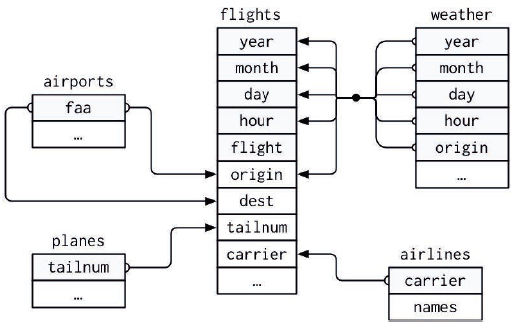 flights
year
month
day
hour
flight
origin
dest
tailnum
carrier
…
weather
year
month
day
hour
origin
…
airports
faa
…
planes
tailnum
…
airlines
carrier
names